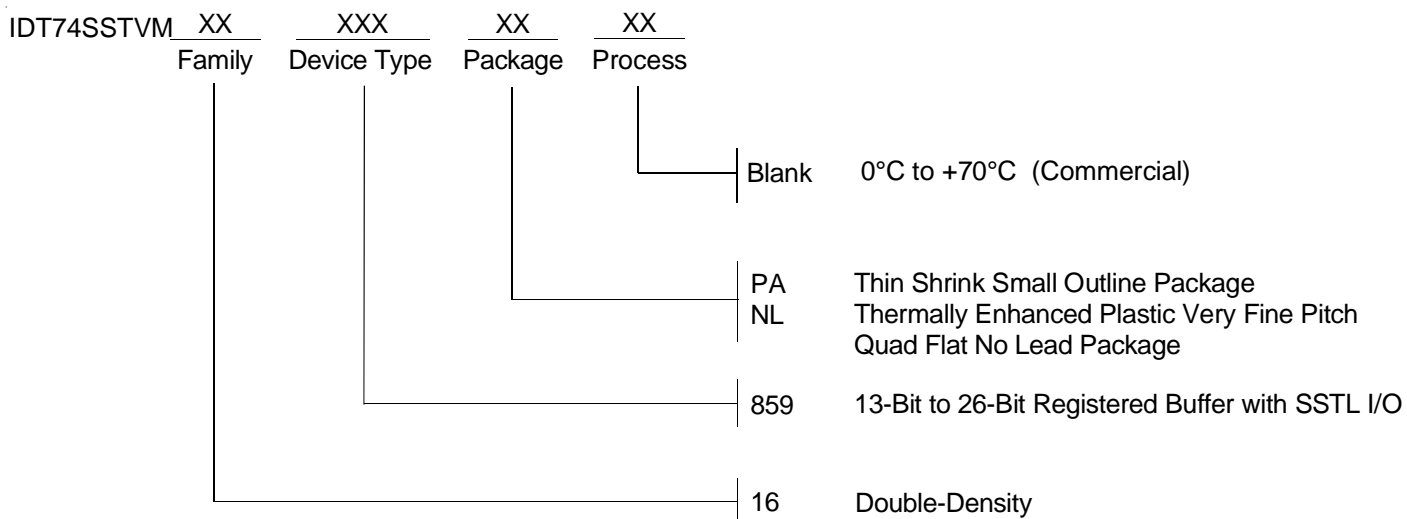 IDT74SSTVM XX XXX XX XX
Family Device Type Package Process
Blank 0°C to +70°C (Commercial)
PA Thin Shrink Small Outline Package
NL Thermally Enhanced Plastic Very Fine Pitch
Quad Flat No Lead Package
859 13-Bit to 26-Bit Registered Buffer with SSTL I/O
16 Double-Density